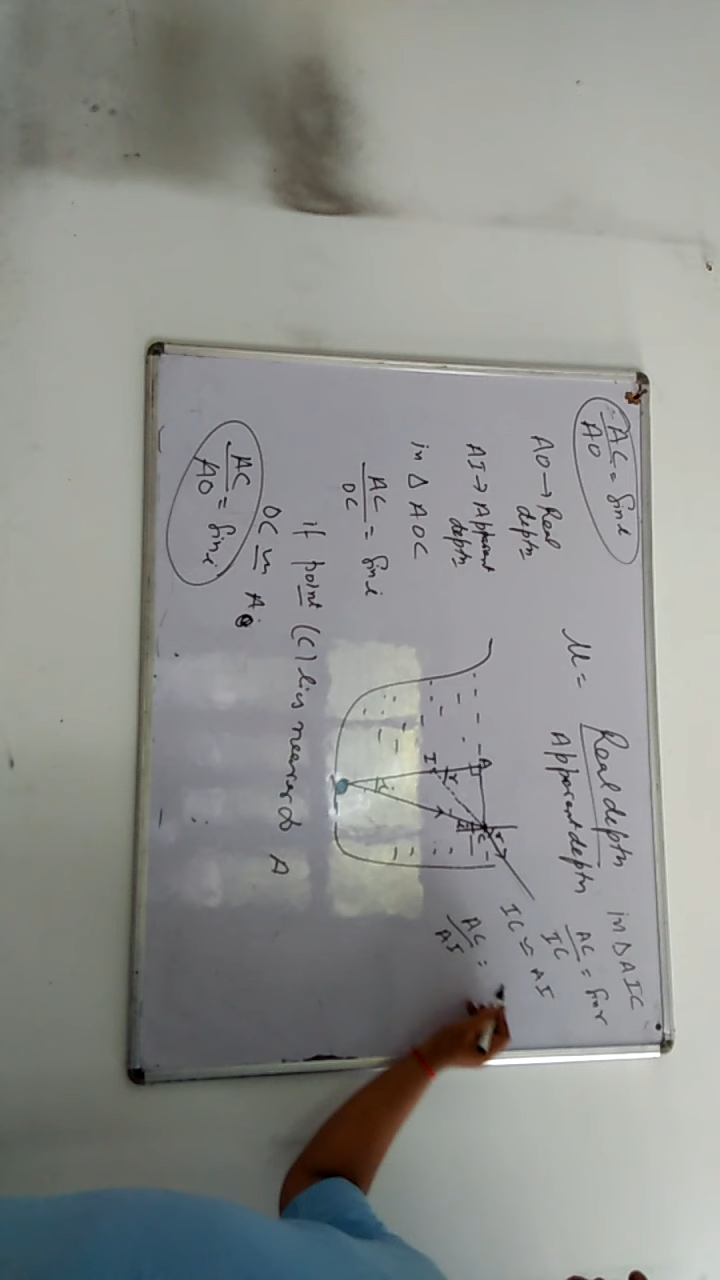 AC/AO = Sin i
AO → Real
depth
AI → Apparent
depth
in Δ AOC
AC/OC = Sin i
if point (C) lies nearer to A
OC ≈ AO
AC/AO = Sin i
μ = Real depth/Apparent depth
A
I
r
i
C
r
in Δ AIC
AC/IC = Sin r
IC ≈ AI
AC/AI =